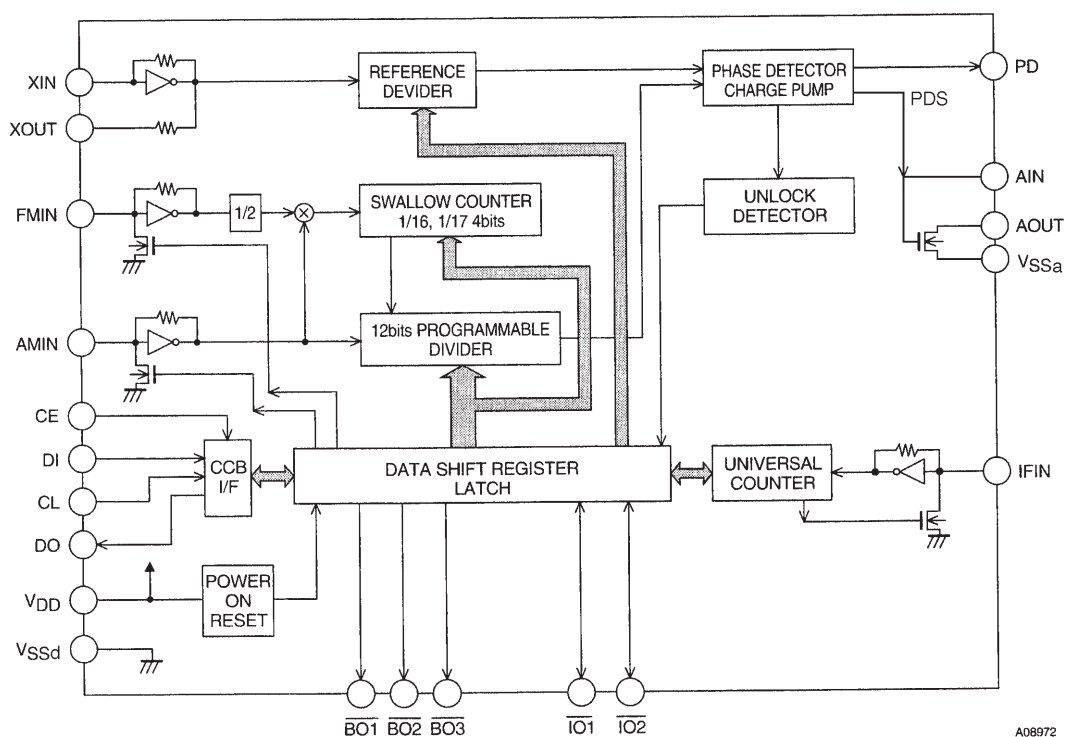 XIN
XOUT
FMIN
AMIN
CE
DI
CL
DO
VDD
VSSd
REFERENCE
DEVIDER
PHASE DETECTOR
CHARGE PUMP
PD
PDS
AIN
AOUT
VSSa
UNLOCK
DETECTOR
1/2
SWALLOW COUNTER
1/16, 1/17 4bits
12bits PROGRAMMABLE
DIVIDER
CCB
I/F
DATA SHIFT REGISTER
LATCH
UNIVERSAL
COUNTER
IFIN
POWER
ON
RESET
BO1 BO2 BO3 IO1 IO2
A08972